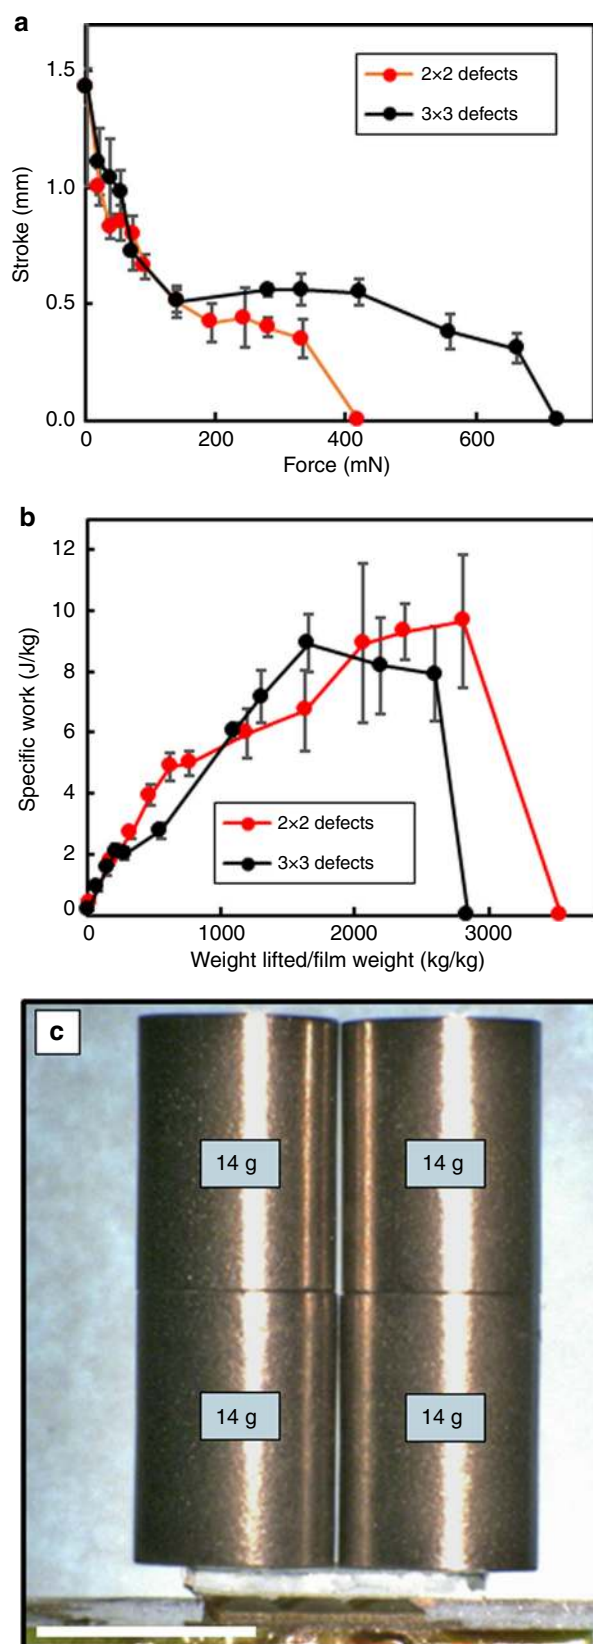 a
1.5
1.0
0.5
0.0
Stroke (mm)
2×2 defects
3×3 defects
0 200 400 600
Force (mN)
b
12
10
8
6
4
2
0
Specific work (J/kg)
2×2 defects
3×3 defects
0 1000 2000 3000
Weight lifted/film weight (kg/kg)
c
14 g 14 g
14 g 14 g